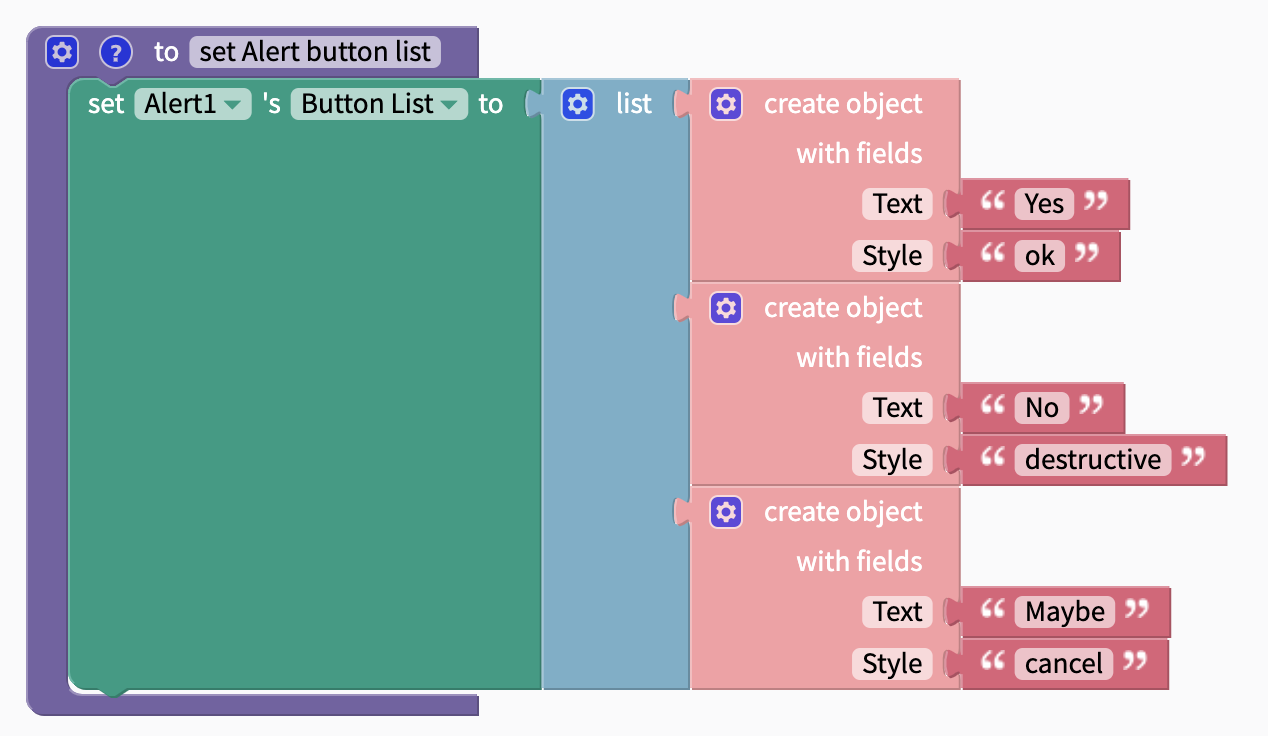 ? to set Alert button list
set Alert1 's Button List to list create object
with fields
Text “ Yes ”
Style “ ok ”
create object
with fields
Text “ No ”
Style “ destructive ”
create object
with fields
Text “ Maybe ”
Style “ cancel ”